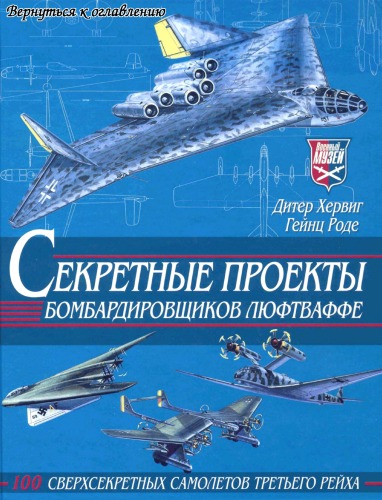 Вернуться к оглавлению
Военный
МУЗЕЙ
Дитер Хервиг
Гейнц Роде
СЕКРЕТНЫЕ ПРОЕКТЫ
БОМБАРДИРОВЩИКОВ ЛЮФТВАФФЕ
100 СВЕРХСЕКРЕТНЫХ САМОЛЕТОВ ТРЕТЬЕГО РЕЙХА